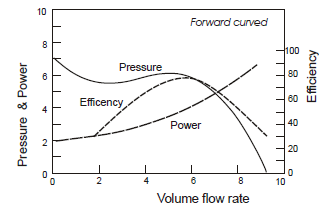 Forward curved
10
8
6
4
2
0
Pressure & Power
Pressure
Efficency
Power
100
80
60
40
20
0
Efficiency
0
2
4
6
8
10
Volume flow rate